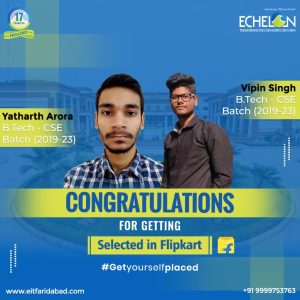 17
ECHELON
Vipin Singh
B.Tech - CSE
Batch (2019-23)
Yatharth Arora
B.Tech - CSE
Batch (2019-23)
CONGRATULATIONS
FOR GETTING
Selected in Flipkart
#Getyourselfplaced
www.eitfaridabad.com
+91 9999753763